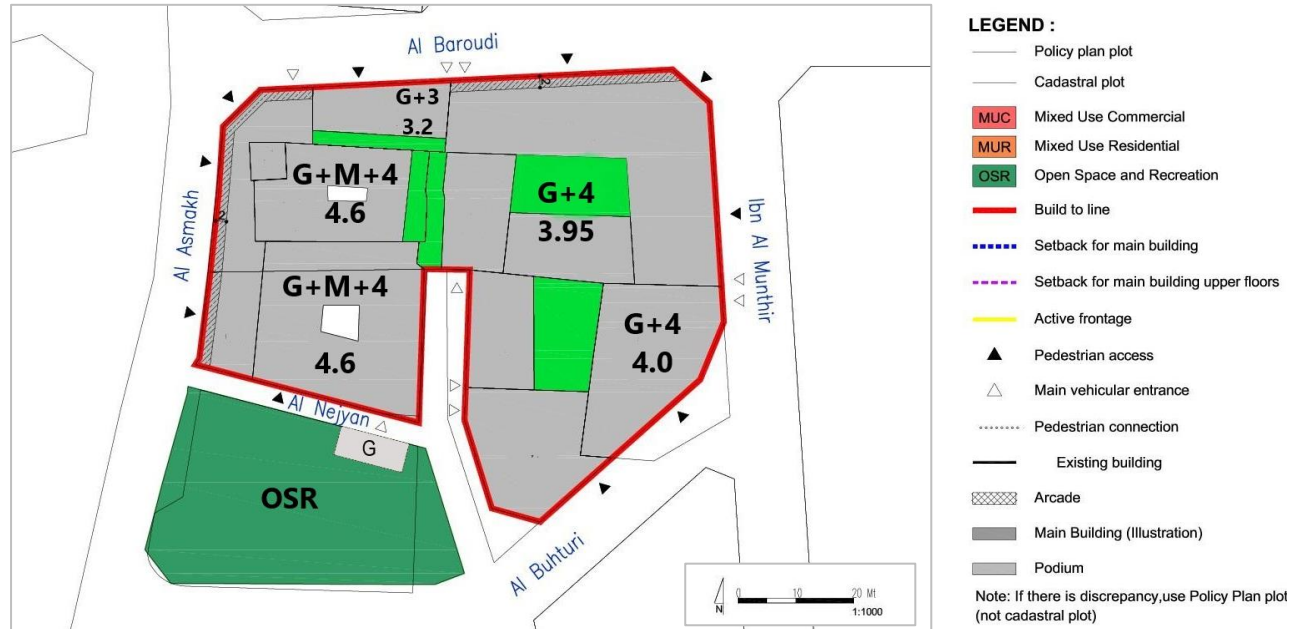 Al Baroudi
G+3
3.2
2
G+M+4
4.6
G+4
3.95
Al Asmakh
2
Ibn Al Munthir
G+M+4
4.6
G+4
4.0
Al Nejyan
G
OSR
Al Buhturi
N
0
20 Mt
1:1000
LEGEND :
Policy plan plot
Cadastral plot
MUC Mixed Use Commercial
MUR Mixed Use Residential
OSR Open Space and Recreation
Build to line
Setback for main building
Setback for main building upper floors
Active frontage
Pedestrian access
Main vehicular entrance
Pedestrian connection
Existing building
Arcade
Main Building (Illustration)
Podium
Note: If there is discrepancy,use Policy Plan plot
(not cadastral plot)